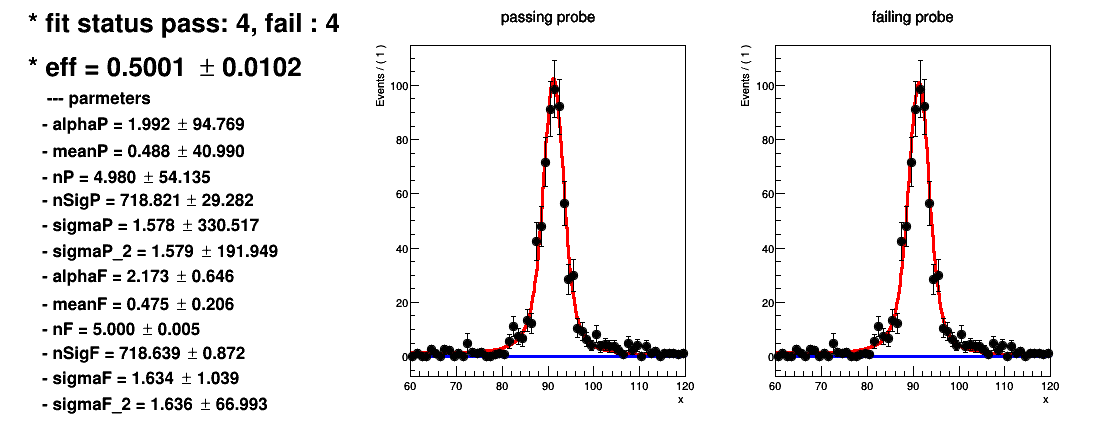 * fit status pass: 4, fail : 4
* eff = 0.5001 ± 0.0102
--- parmeters
- alphaP = 1.992 ± 94.769
- meanP = 0.488 ± 40.990
- nP = 4.980 ± 54.135
- nSigP = 718.821 ± 29.282
- sigmaP = 1.578 ± 330.517
- sigmaP_2 = 1.579 ± 191.949
- alphaF = 2.173 ± 0.646
- meanF = 0.475 ± 0.206
- nF = 5.000 ± 0.005
- nSigF = 718.639 ± 0.872
- sigmaF = 1.634 ± 1.039
- sigmaF_2 = 1.636 ± 66.993
passing probe
Events / ( 1 )
100
80
60
40
20
0
60 70 80 90 100 110 120
x
failing probe
Events / ( 1 )
100
80
60
40
20
0
60 70 80 90 100 110 120
x